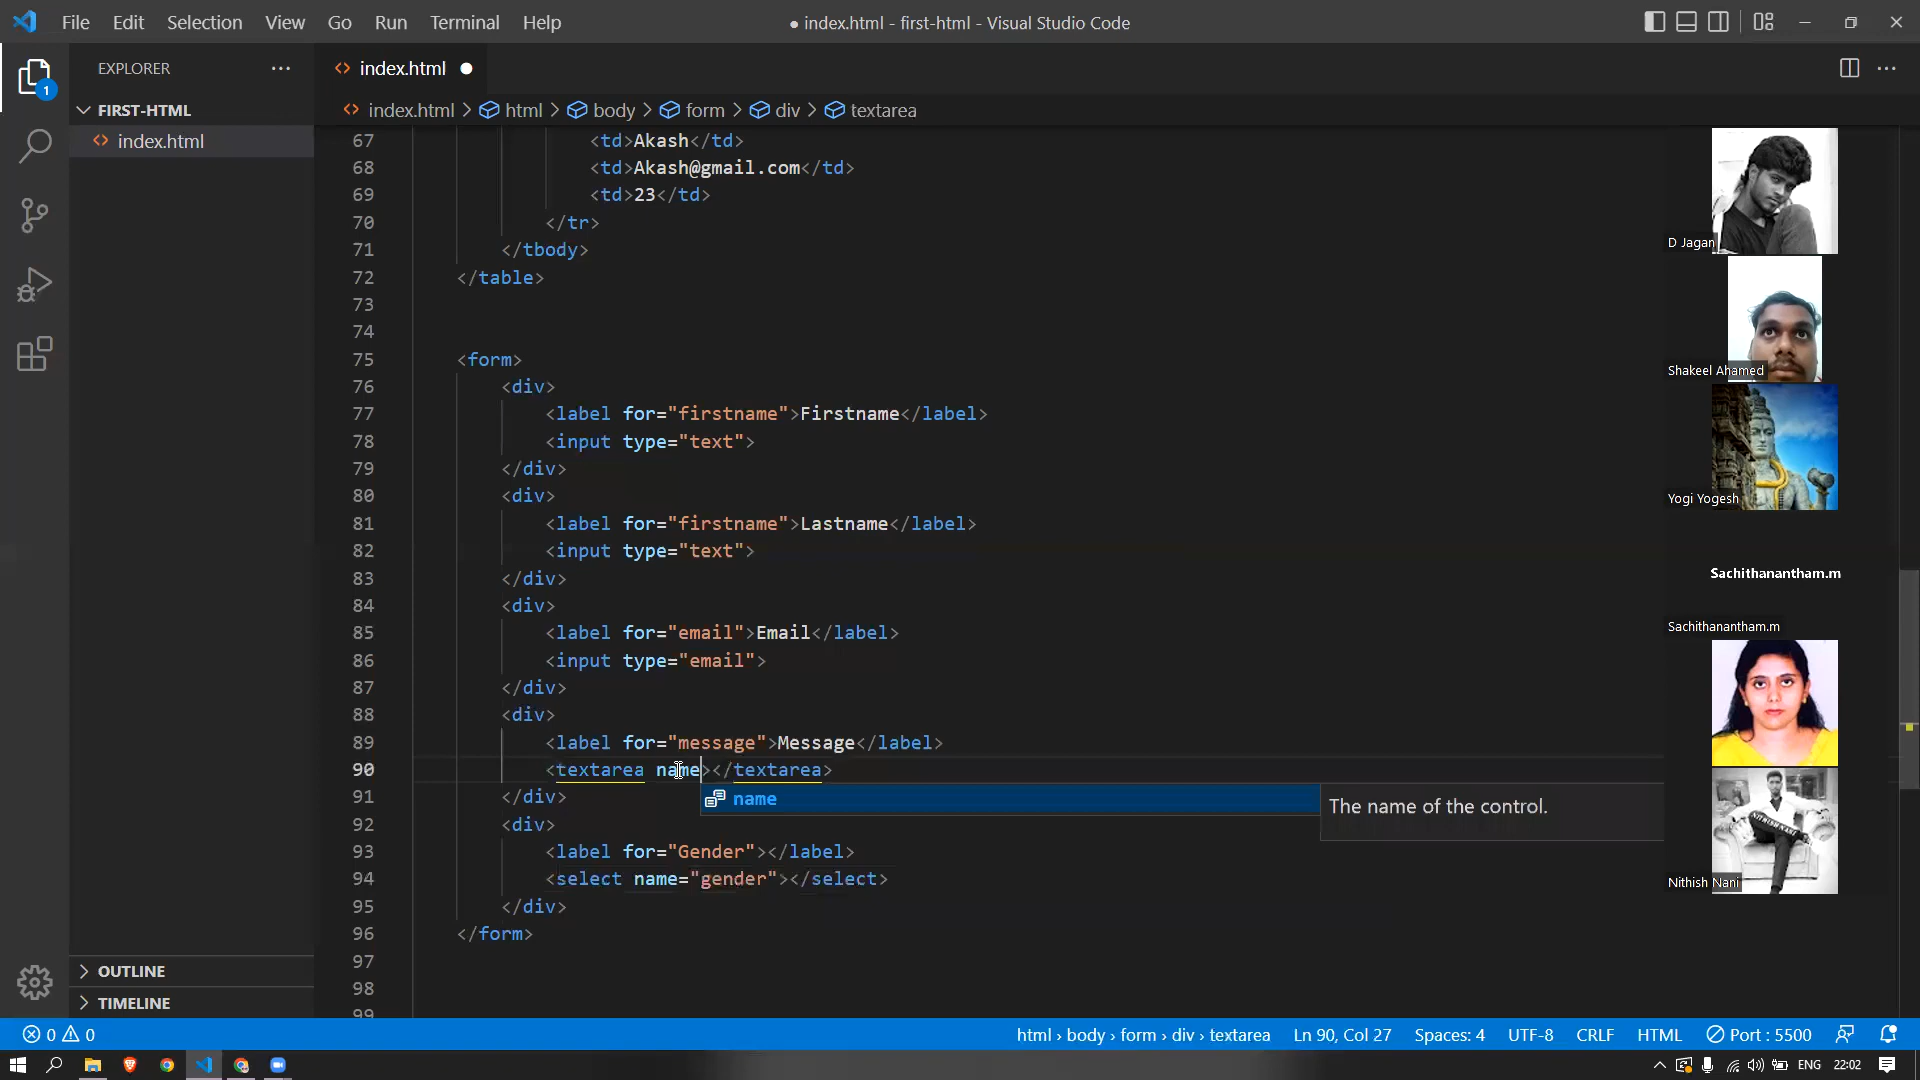 File Edit Selection View Go Run Terminal Help
● index.html - first-html - Visual Studio Code
EXPLORER
1
FIRST-HTML
index.html
OUTLINE
TIMELINE
index.html
index.html > html > body > form > div > textarea
67 <td>Akash</td>
68 <td>Akash@gmail.com</td>
69 <td>23</td>
70 </tr>
71 </tbody>
72 </table>
73
74
75 <form>
76 <div>
77 <label for="firstname">Firstname</label>
78 <input type="text">
79 </div>
80 <div>
81 <label for="firstname">Lastname</label>
82 <input type="text">
83 </div>
84 <div>
85 <label for="email">Email</label>
86 <input type="email">
87 </div>
88 <div>
89 <label for="message">Message</label>
90 <textarea name></textarea>
name
The name of the control.
91 </div>
92 <div>
93 <label for="Gender"></label>
94 <select name="gender"></select>
95 </div>
96 </form>
97
98
99
D Jagan
Shakeel Ahamed
Yogi Yogesh
Sachithanantham.m
Sachithanantham.m
NITHISH NANI
Nithish Nani
0 0
html › body › form › div › textarea Ln 90, Col 27 Spaces: 4 UTF-8 CRLF HTML Port : 5500
ENG 22:02